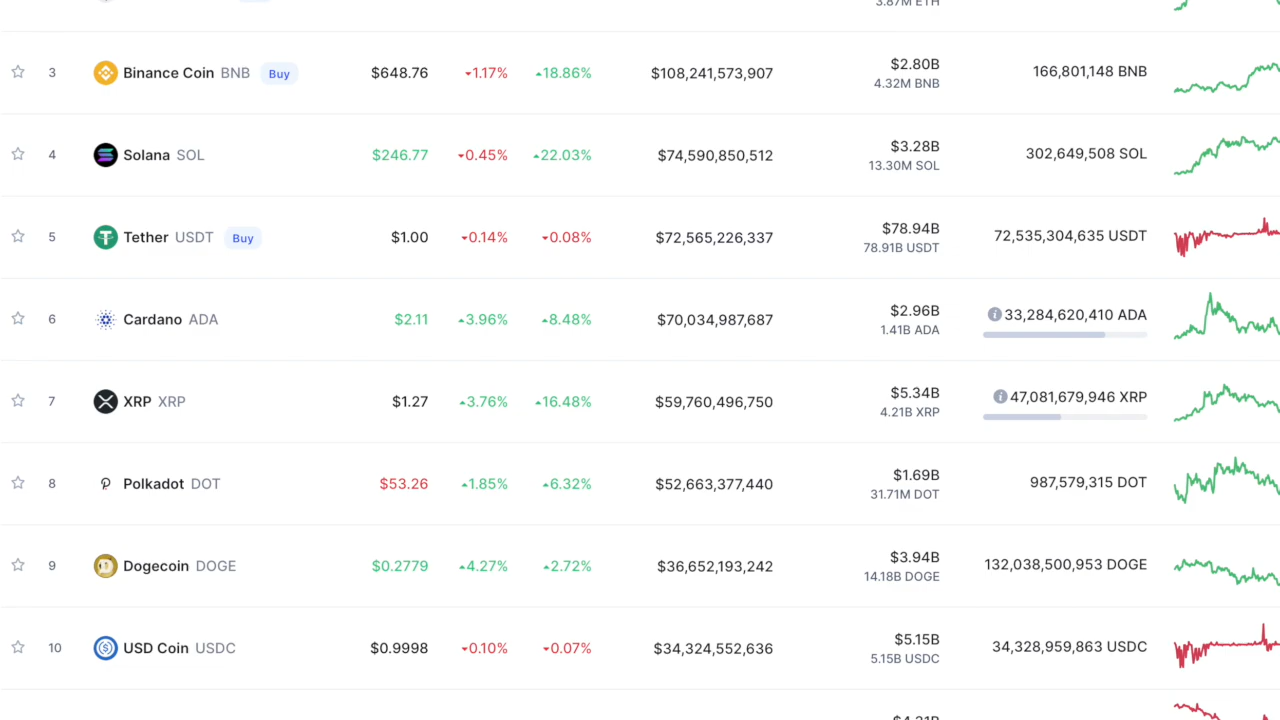 3.87M ETH
3 Binance Coin BNB Buy $648.76 1.17% 18.86% $108,241,573,907 $2.80B 166,801,148 BNB
4.32M BNB
4 Solana SOL $246.77 0.45% 22.03% $74,590,850,512 $3.28B 302,649,508 SOL
13.30M SOL
5 Tether USDT Buy $1.00 0.14% 0.08% $72,565,226,337 $78.94B 72,535,304,635 USDT
78.91B USDT
6 Cardano ADA $2.11 3.96% 8.48% $70,034,987,687 $2.96B 33,284,620,410 ADA
1.41B ADA
7 XRP XRP $1.27 3.76% 16.48% $59,760,496,750 $5.34B 47,081,679,946 XRP
4.21B XRP
8 Polkadot DOT $53.26 1.85% 6.32% $52,663,377,440 $1.69B 987,579,315 DOT
31.71M DOT
9 Dogecoin DOGE $0.2779 4.27% 2.72% $36,652,193,242 $3.94B 132,038,500,953 DOGE
14.18B DOGE
10 USD Coin USDC $0.9998 0.10% 0.07% $34,324,552,636 $5.15B 34,328,959,863 USDC
5.15B USDC